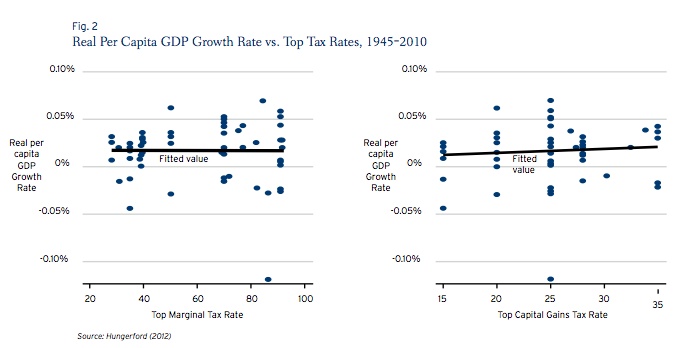 Fig. 2
Real Per Capita GDP Growth Rate vs. Top Tax Rates, 1945–2010
0.10%
0.05%
Real per
capita
GDP
Growth
Rate
0%
-0.05%
-0.10%
Fitted value
20
40
60
80
100
Top Marginal Tax Rate
0.10%
0.05%
Real per
capita
GDP
Growth
Rate
0%
-0.05%
-0.10%
Fitted
value
15
20
25
30
35
Top Capital Gains Tax Rate
Source: Hungerford (2012)